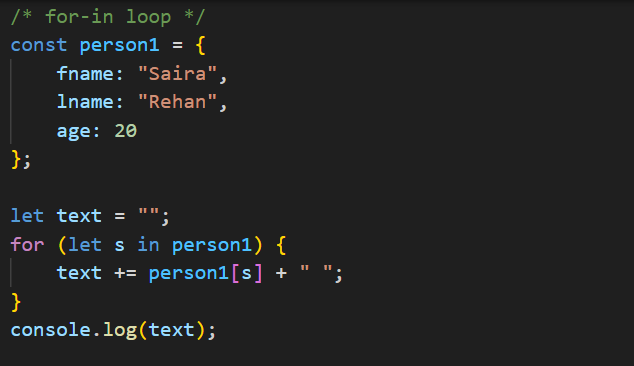 /* for-in loop */
const person1 = {
    fname: "Saira",
    lname: "Rehan",
    age: 20
};

let text = "";
for (let s in person1) {
    text += person1[s] + " ";
}
console.log(text);